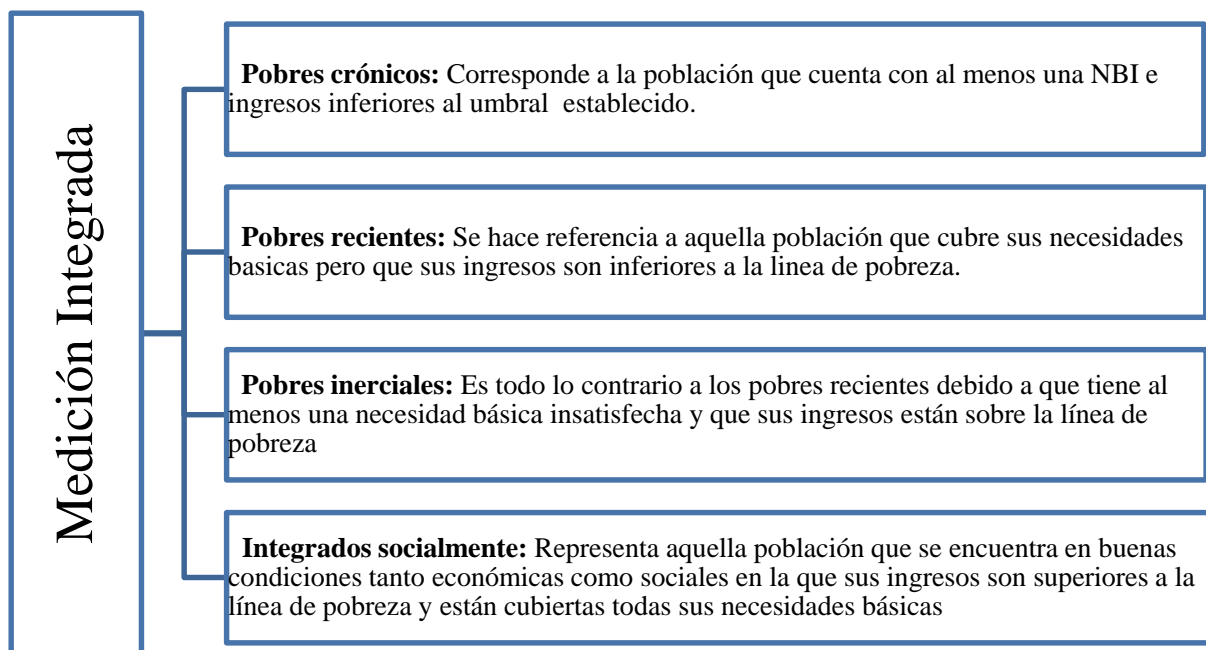 Medición Integrada
Pobres crónicos: Corresponde a la población que cuenta con al menos una NBI e
ingresos inferiores al umbral establecido.
Pobres recientes: Se hace referencia a aquella población que cubre sus necesidades
basicas pero que sus ingresos son inferiores a la linea de pobreza.
Pobres inerciales: Es todo lo contrario a los pobres recientes debido a que tiene al
menos una necesidad básica insatisfecha y que sus ingresos están sobre la línea de
pobreza
Integrados socialmente: Representa aquella población que se encuentra en buenas
condiciones tanto económicas como sociales en la que sus ingresos son superiores a la
línea de pobreza y están cubiertas todas sus necesidades básicas